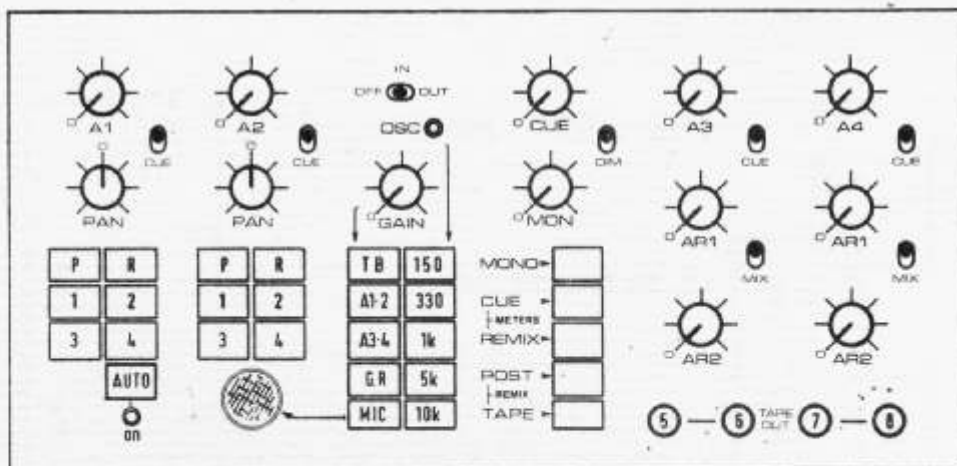 IN
OFF OUT
OSC
A1 A2 CUE A3 A4
CUE CUE DIM CUE CUE
PAN PAN GAIN MON AR1 AR1
MIX MIX
P R P R T B 150 MONO
1 2 1 2 A1-2 330 CUE
METERS
3 4 3 4 A3-4 1k REMIX
AR2 AR2
AUTO G.R 5k POST
REMIX
MIC 10k TAPE
on
5 6 TAPE OUT 7 8